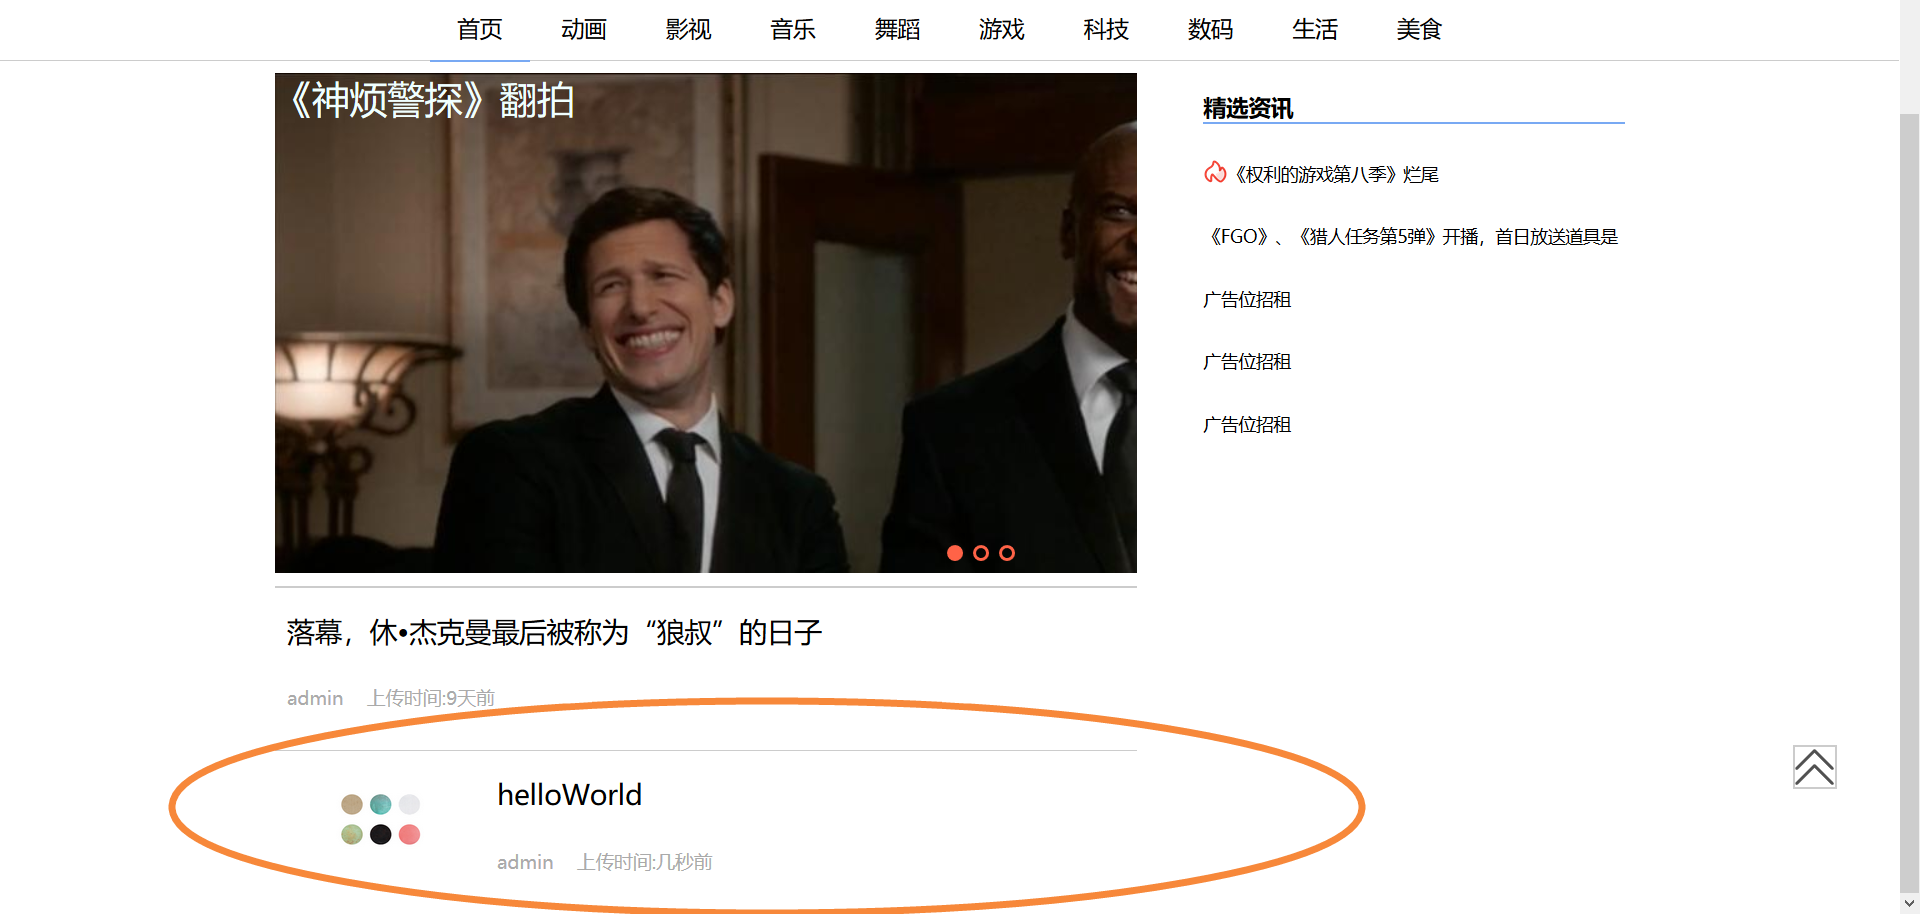 首页 动画 影视 音乐 舞蹈 游戏 科技 数码 生活 美食
《神烦警探》翻拍
精选资讯
《权利的游戏第八季》烂尾
《FGO》、《猎人任务第5弹》开播，首日放送道具是
广告位招租
广告位招租
广告位招租
落幕，休•杰克曼最后被称为“狼叔”的日子
admin 上传时间:9天前
helloWorld
admin 上传时间:几秒前